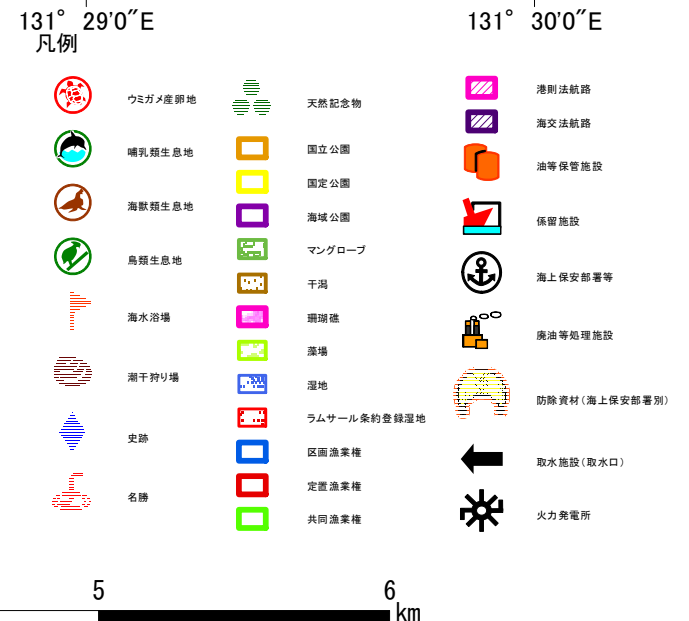 131° 29′0″E
131° 30′0″E
凡例
ウミガメ産卵地
哺乳類生息地
海獣類生息地
鳥類生息地
海水浴場
潮干狩り場
史跡
名勝
天然記念物
国立公園
国定公園
海域公園
マングローブ
干潟
珊瑚礁
藻場
湿地
ラムサール条約登録湿地
区画漁業権
定置漁業権
共同漁業権
港則法航路
海交法航路
油等保管施設
係留施設
海上保安部署等
廃油等処理施設
防除資材(海上保安部署別)
取水施設(取水口)
火力発電所
5
6
km